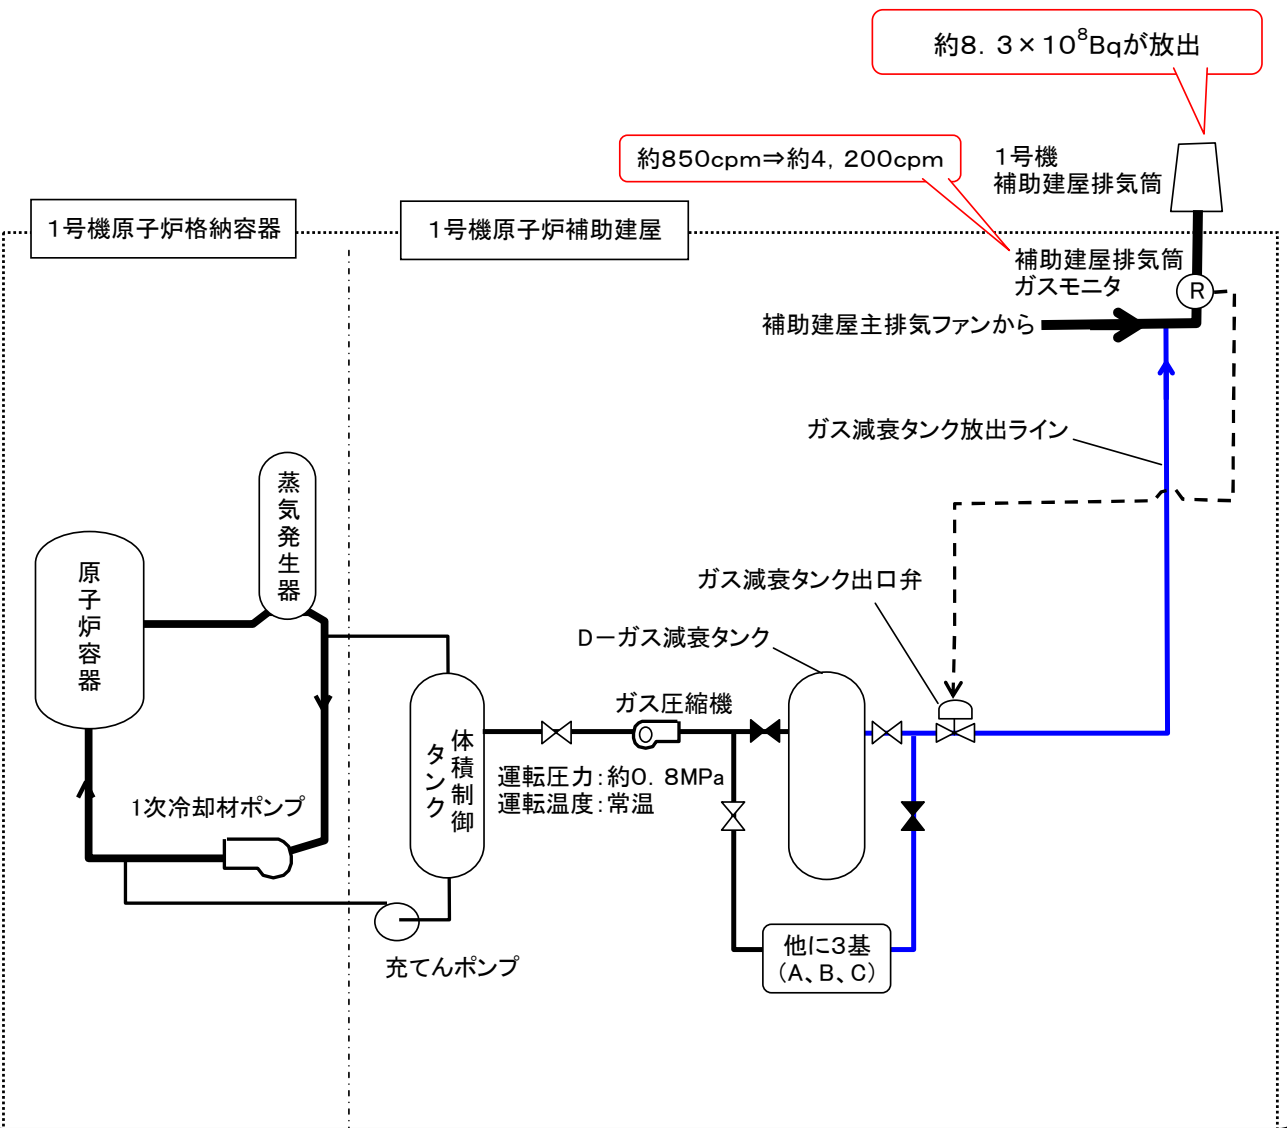 約8．3×10⁸Bqが放出
約850cpm⇒約4，200cpm
1号機
補助建屋排気筒
1号機原子炉格納容器
1号機原子炉補助建屋
補助建屋排気筒
ガスモニタ
R
補助建屋主排気ファンから
ガス減衰タンク放出ライン
蒸気発生器
原子炉容器
ガス減衰タンク出口弁
D－ガス減衰タンク
ガス圧縮機
体積制御
タンク
運転圧力：約0．8MPa
運転温度：常温
1次冷却材ポンプ
充てんポンプ
他に3基
（A、B、C）